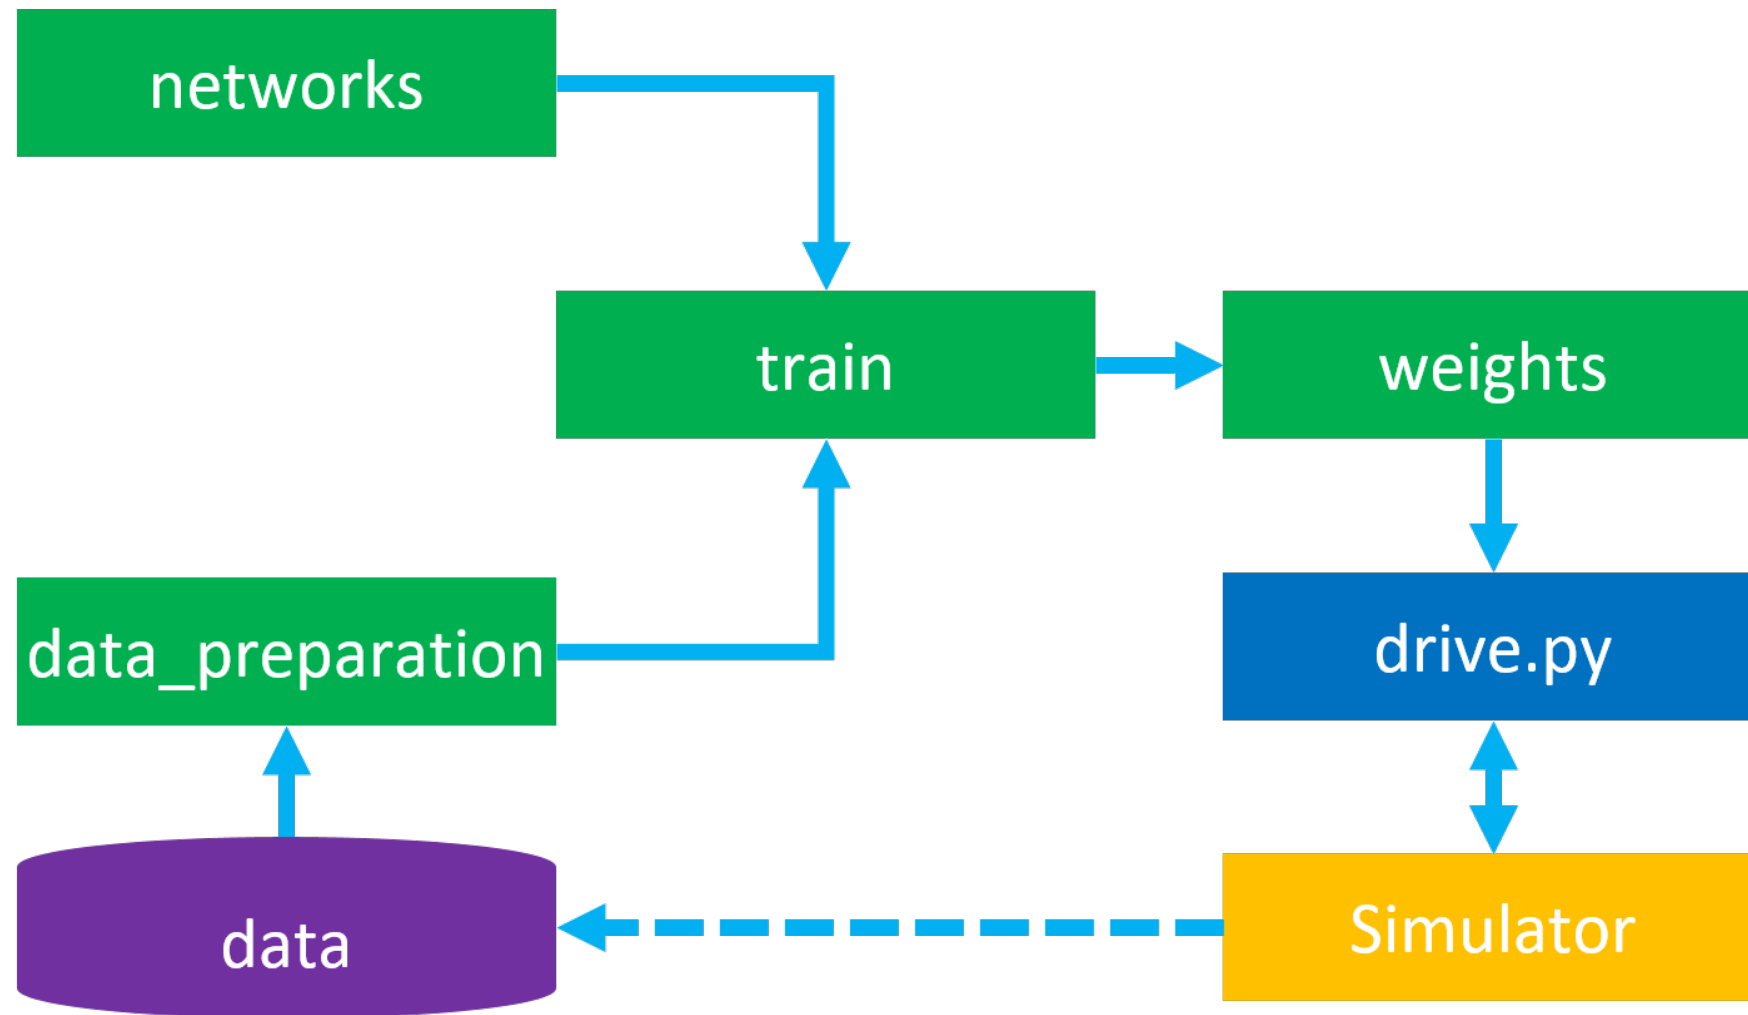 networks
train
weights
data_preparation
drive.py
data
Simulator